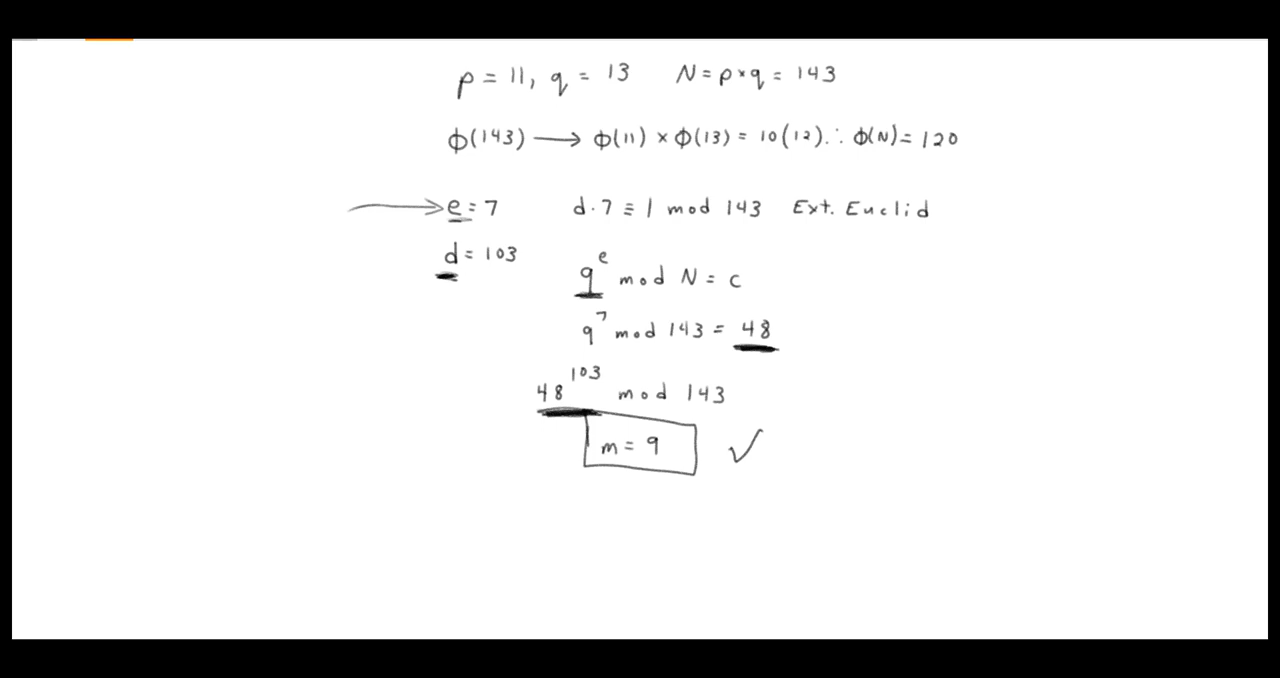 p = 11, q = 13 N = p × q = 143
ϕ(143) ⟶ ϕ(11) × ϕ(13) = 10(12). ∴ ϕ(N) = 120
e = 7 d · 7 ≡ 1 mod 143 Ext. Euclid
d = 103
9^e mod N = c
9^7 mod 143 = 48
48^103 mod 143
m = 9 ✓